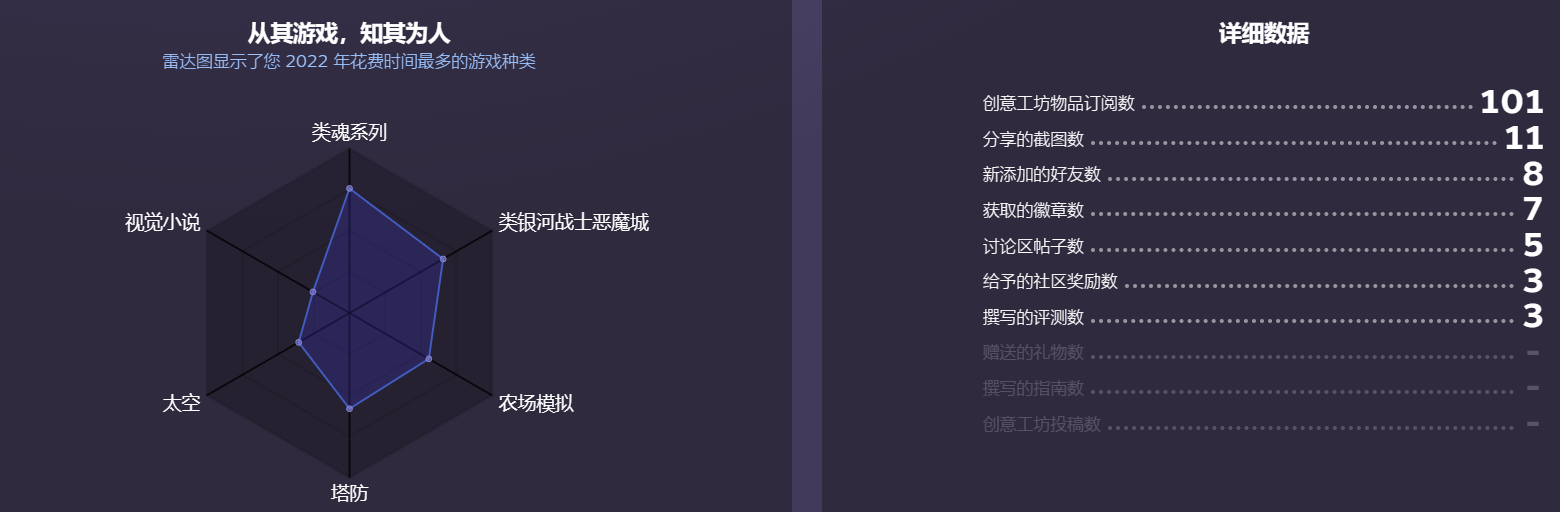 从其游戏，知其为人
雷达图显示了您 2022 年花费时间最多的游戏种类
类魂系列
视觉小说
类银河战士恶魔城
太空
农场模拟
塔防
详细数据
创意工坊物品订阅数 101
分享的截图数 11
新添加的好友数 8
获取的徽章数 7
讨论区帖子数 5
给予的社区奖励数 3
撰写的评测数 3
赠送的礼物数 -
撰写的指南数 -
创意工坊投稿数 -